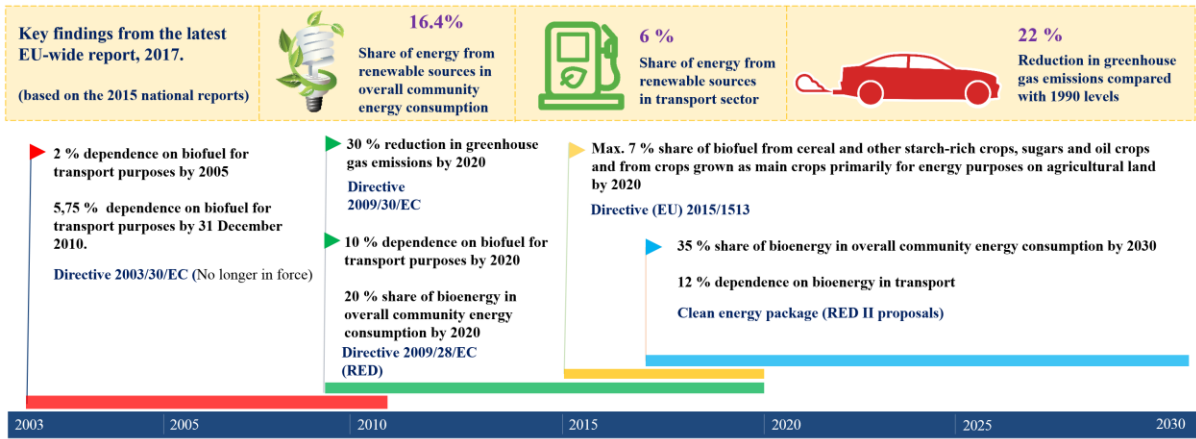 Key findings from the latest
EU-wide report, 2017.
(based on the 2015 national reports)
16.4%
Share of energy from
renewable sources in
overall community
energy consumption
6 %
Share of energy from
renewable sources
in transport sector
22 %
Reduction in greenhouse
gas emissions compared
with 1990 levels
2 % dependence on biofuel for
transport purposes by 2005
5,75 % dependence on biofuel for
transport purposes by 31 December
2010.
Directive 2003/30/EC (No longer in force)
30 % reduction in greenhouse
gas emissions by 2020
Directive
2009/30/EC
10 % dependence on biofuel for
transport purposes by 2020
20 % share of bioenergy in
overall community energy
consumption by 2020
Directive 2009/28/EC
(RED)
Max. 7 % share of biofuel from cereal and other starch-rich crops, sugars and oil crops
and from crops grown as main crops primarily for energy purposes on agricultural land
by 2020
Directive (EU) 2015/1513
35 % share of bioenergy in overall community energy consumption by 2030
12 % dependence on bioenergy in transport
Clean energy package (RED II proposals)
2003 2005 2010 2015 2020 2025 2030